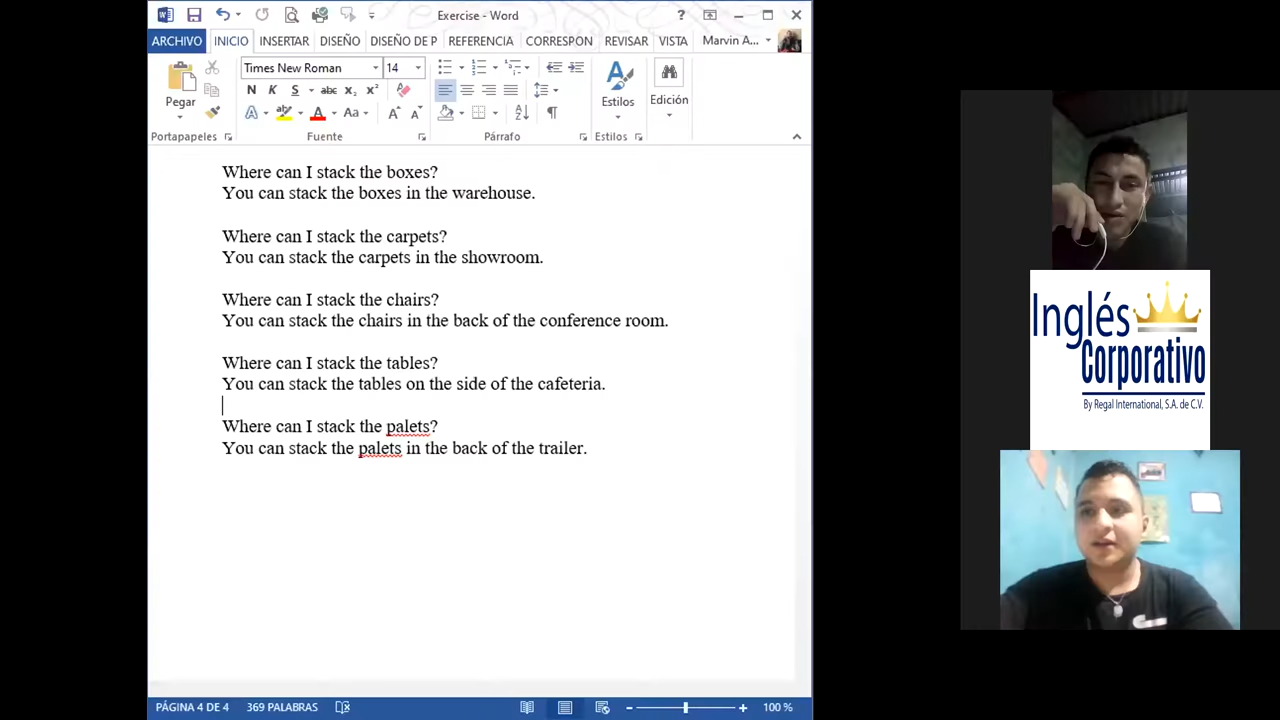 Exercise - Word
?
ARCHIVO INICIO INSERTAR DISEÑO DISEÑO DE P REFERENCIA CORRESPON REVISAR VISTA Marvin A...
Times New Roman 14
Pegar
N K S abc x₂ x²
Estilos
Edición
A Aa A A
Portapapeles Fuente Párrafo Estilos
Where can I stack the boxes?
You can stack the boxes in the warehouse.
Where can I stack the carpets?
You can stack the carpets in the showroom.
Where can I stack the chairs?
You can stack the chairs in the back of the conference room.
Where can I stack the tables?
You can stack the tables on the side of the cafeteria.
Where can I stack the palets?
You can stack the palets in the back of the trailer.
PÁGINA 4 DE 4 369 PALABRAS 100 %
Inglés
Corporativo
By Regal International, S.A. de C.V.